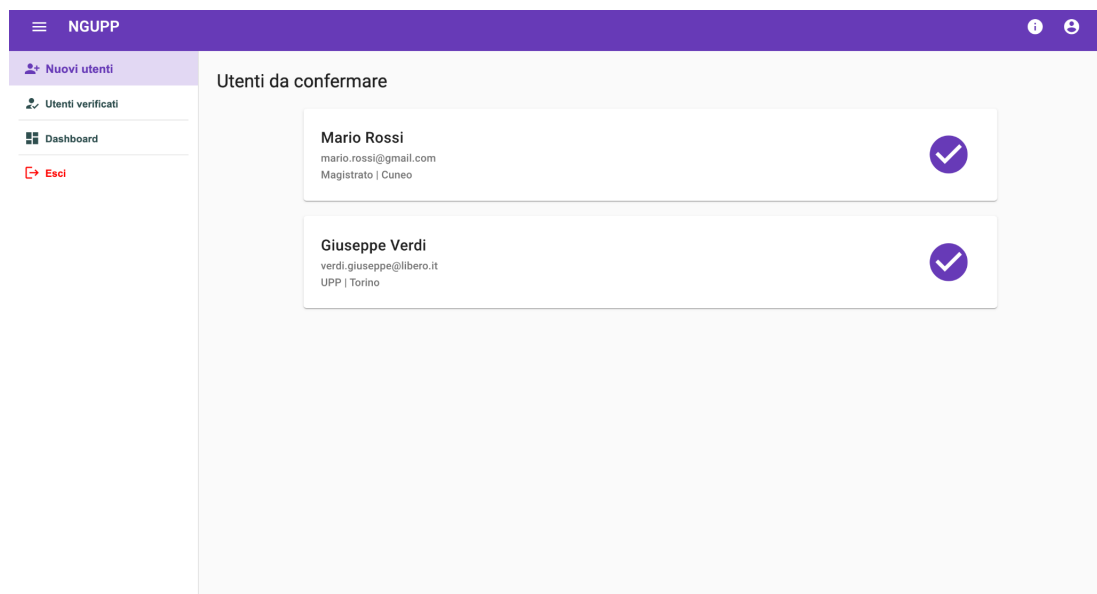 NGUPP
Nuovi utenti
Utenti verificati
Dashboard
Esci
Utenti da confermare
Mario Rossi
mario.rossi@gmail.com
Magistrato | Cuneo
Giuseppe Verdi
verdi.giuseppe@libero.it
UPP | Torino